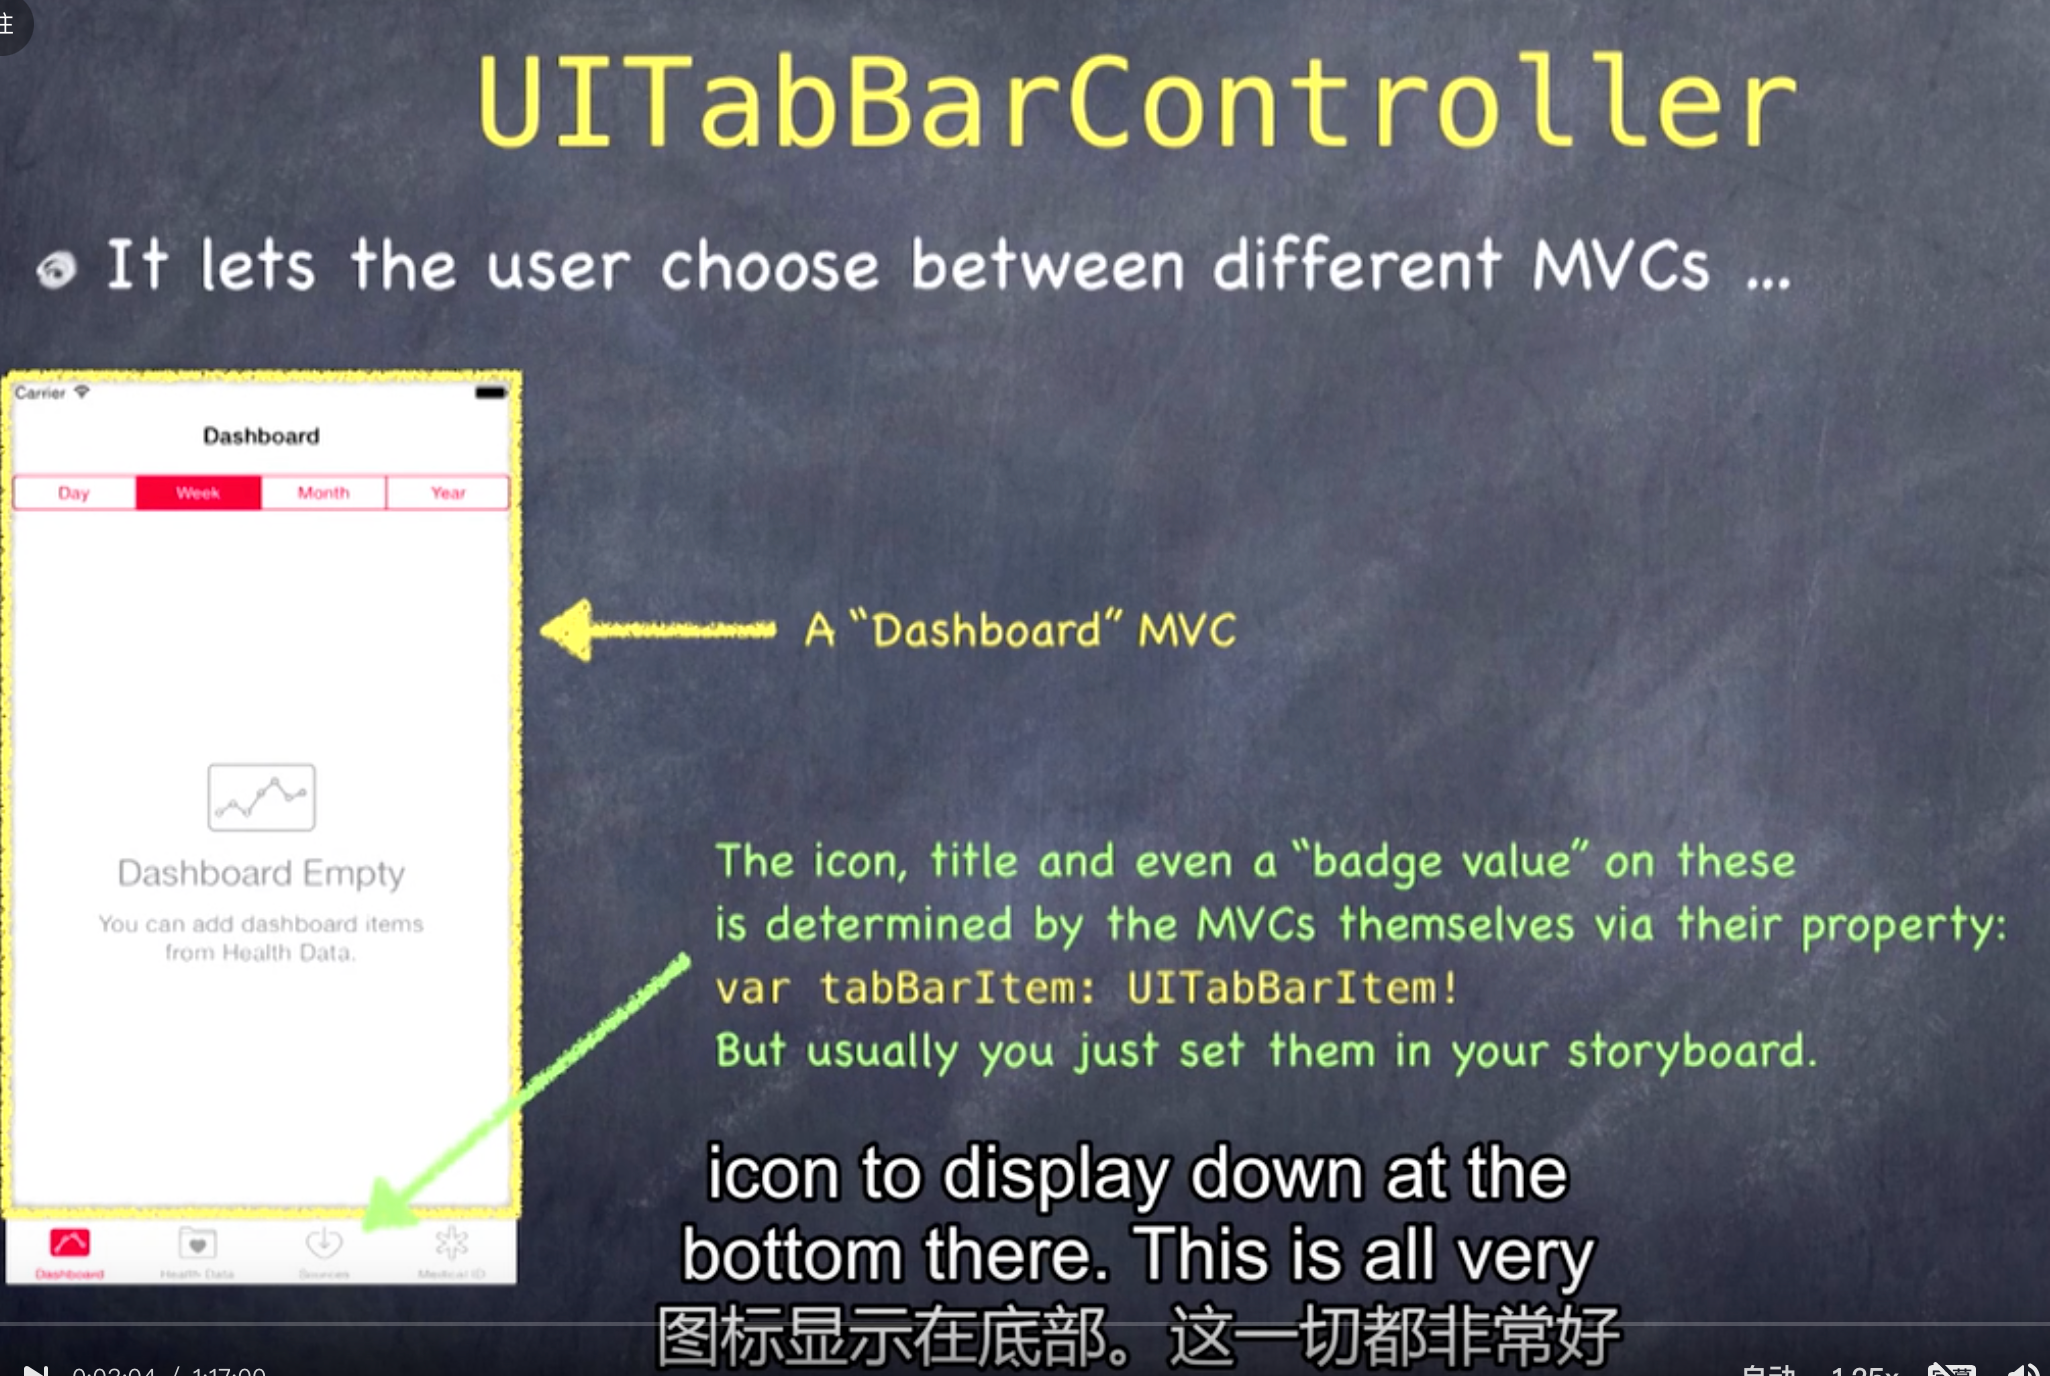 注
UITabBarController
It lets the user choose between different MVCs ...
Carrier
Dashboard
Day Week Month Year
A “Dashboard” MVC
Dashboard Empty
You can add dashboard items
from Health Data.
The icon, title and even a “badge value” on these
is determined by the MVCs themselves via their property:
var tabBarItem: UITabBarItem!
But usually you just set them in your storyboard.
Dashboard Health Data Sources Medical ID
icon to display down at the
bottom there. This is all very
图标显示在底部。这一切都非常好
0:03:04 / 1:17:00
自动 1.25x